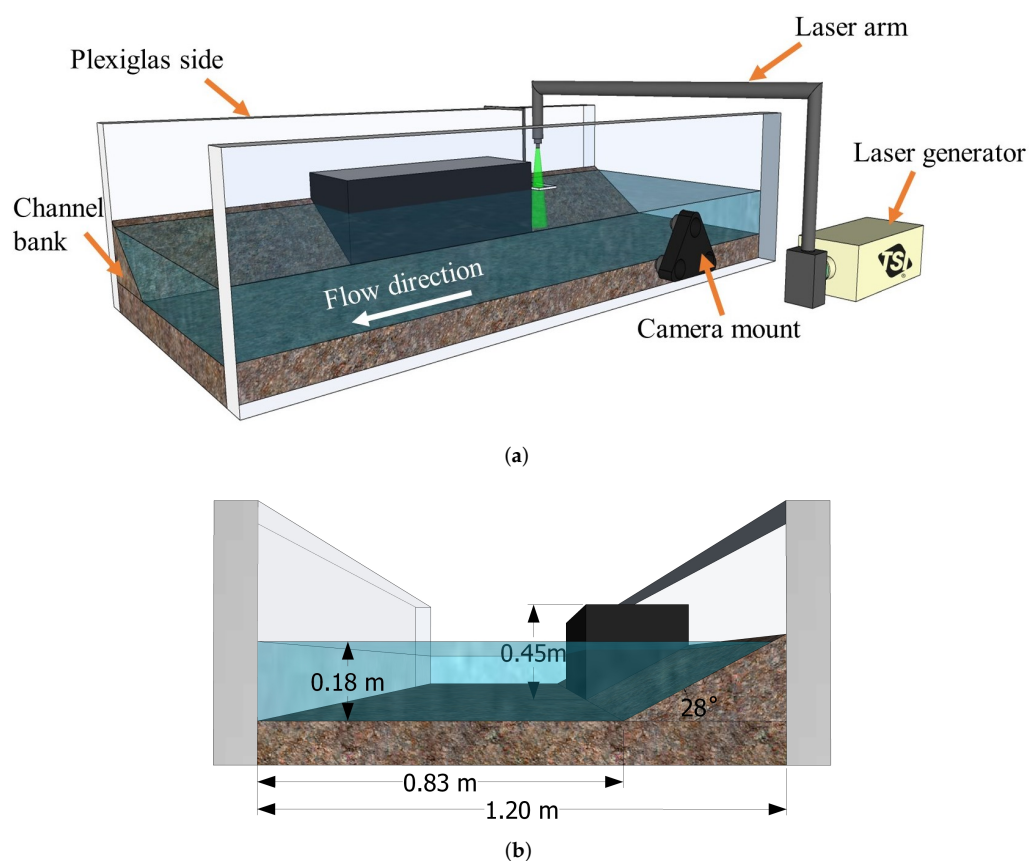 Laser arm
Plexiglas side
Laser generator
Channel
bank
TSI
®
Flow direction
Camera mount
(a)
0.45m
0.18 m
28°
0.83 m
1.20 m
(b)